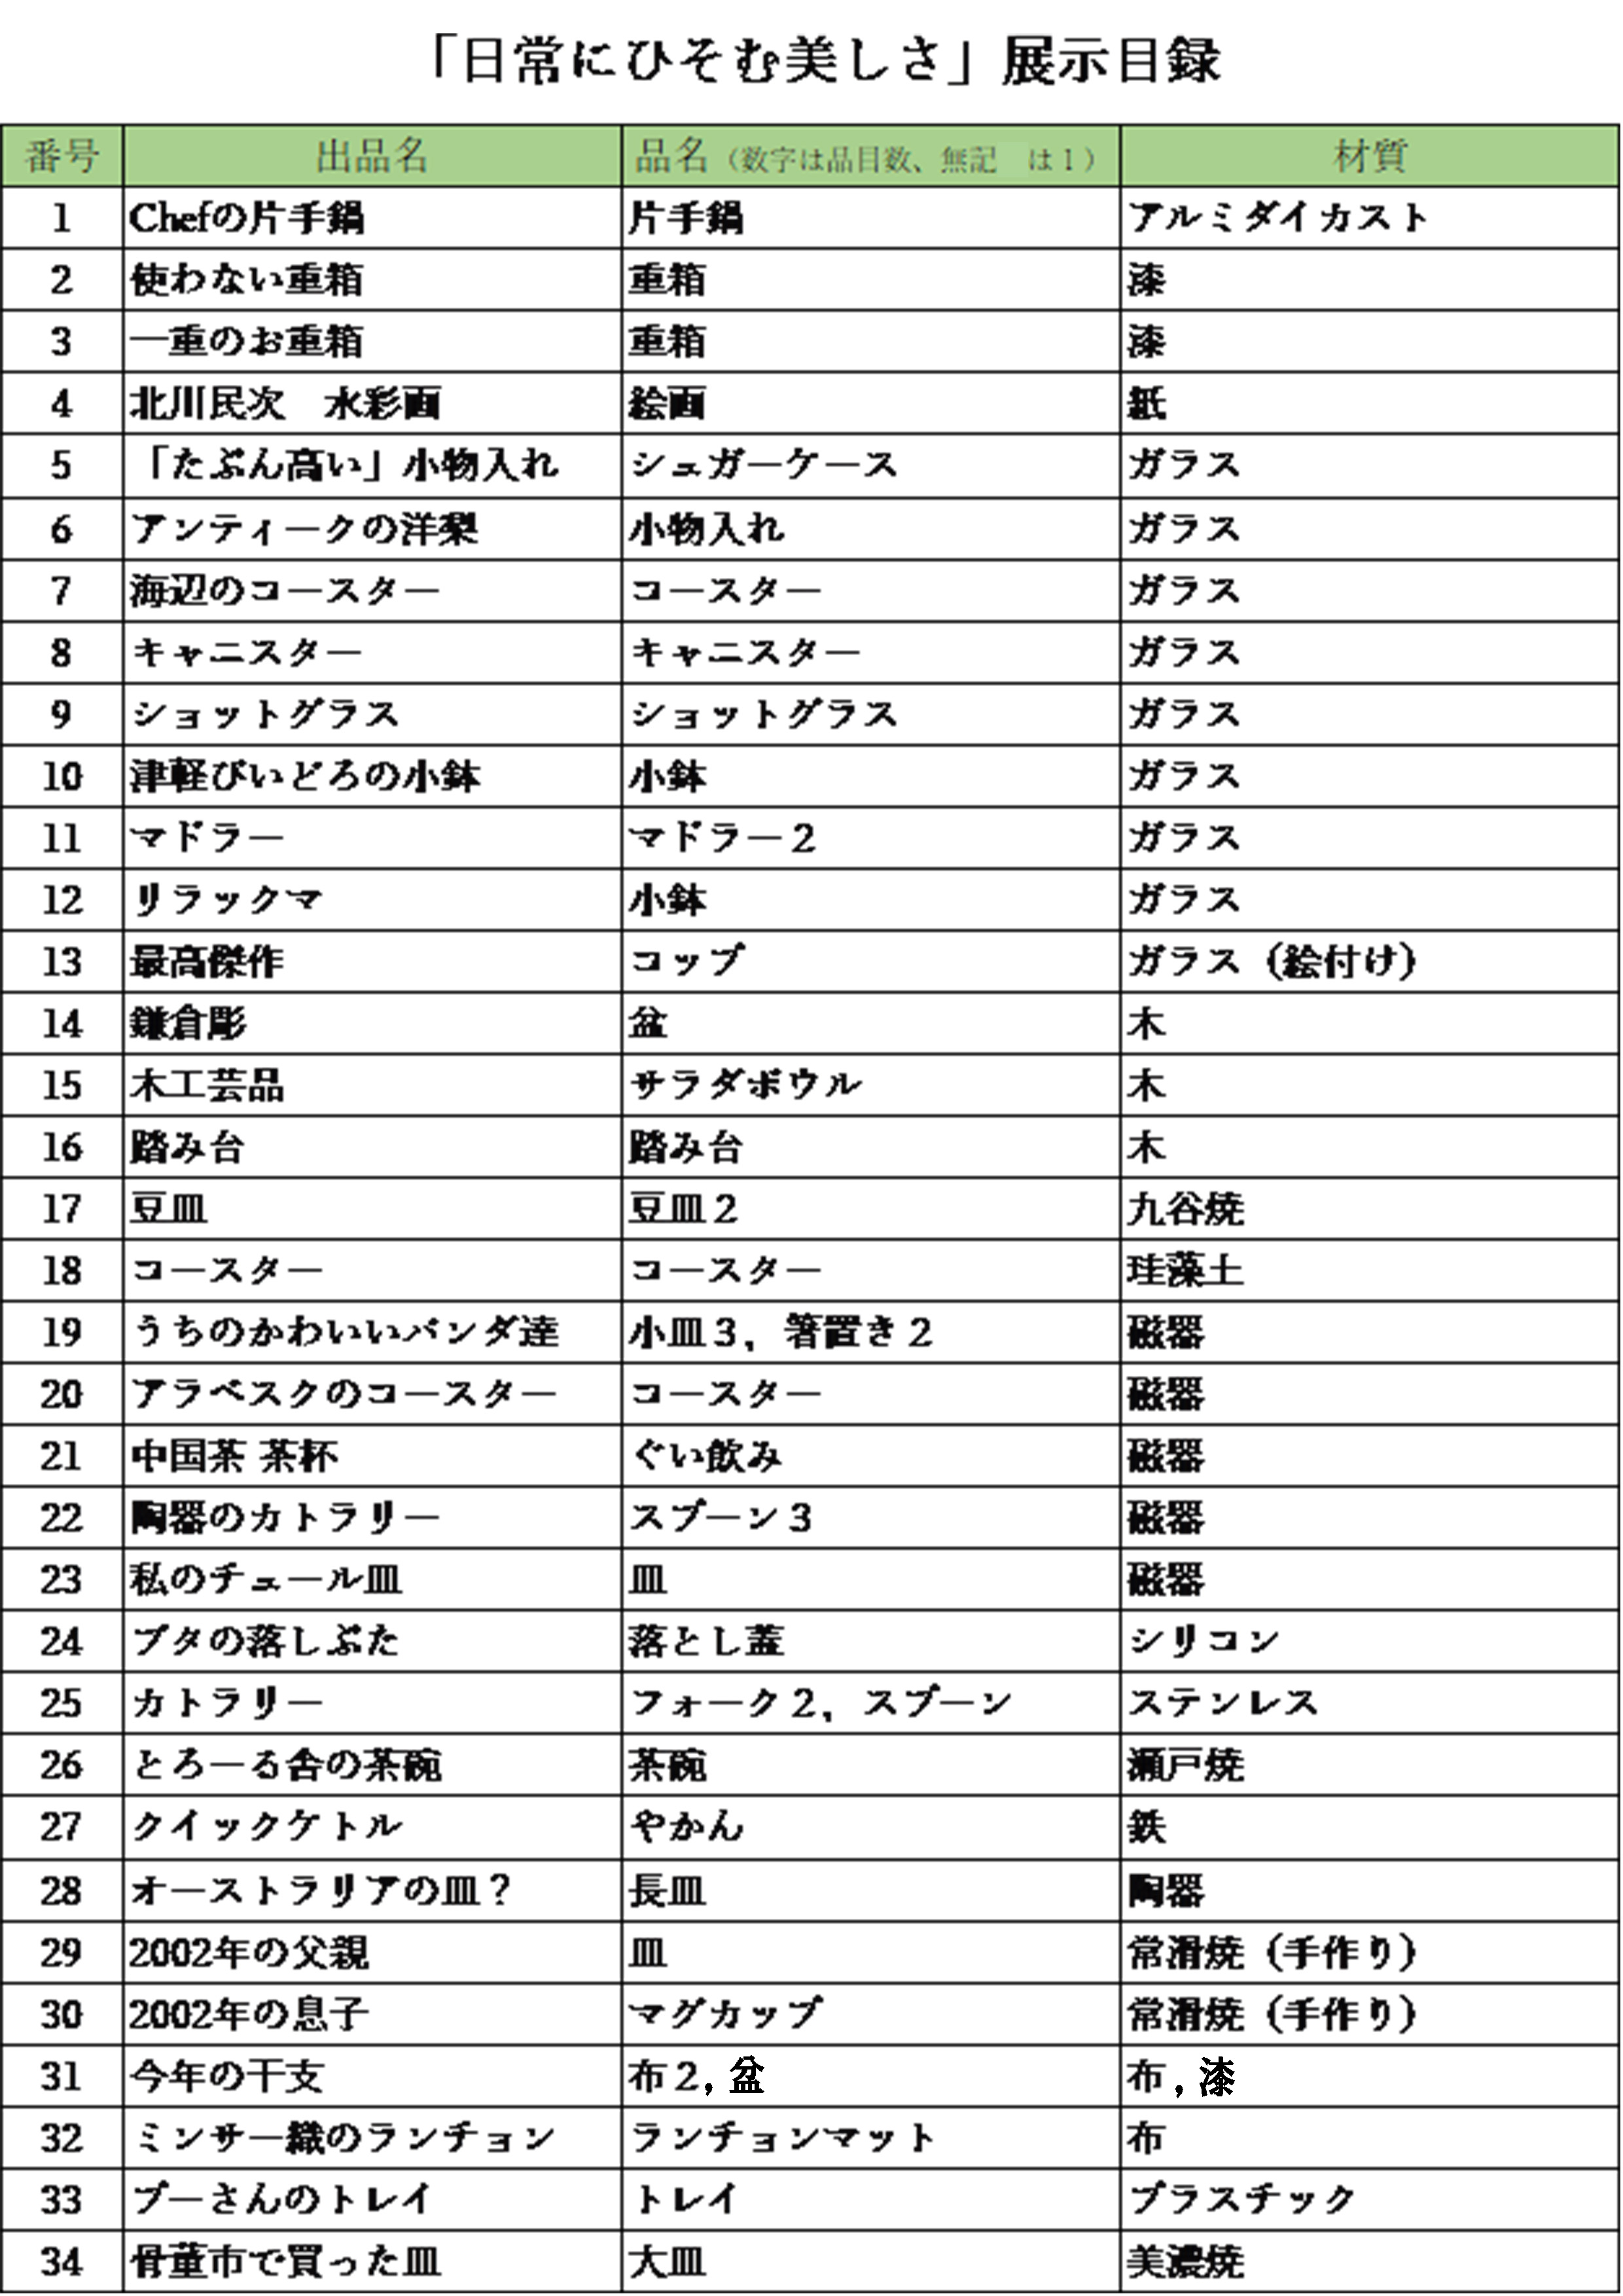 「日常にひそむ美しさ」展示目録
番号 出品名 品名（数字は品目数、無記　は１） 材質
1 Chefの片手鍋 片手鍋 アルミダイカスト
2 使わない重箱 重箱 漆
3 一重のお重箱 重箱 漆
4 北川民次　水彩画 絵画 紙
5 「たぶん高い」小物入れ シュガーケース ガラス
6 アンティークの洋梨 小物入れ ガラス
7 海辺のコースター コースター ガラス
8 キャニスター キャニスター ガラス
9 ショットグラス ショットグラス ガラス
10 津軽びいどろの小鉢 小鉢 ガラス
11 マドラー マドラー２ ガラス
12 リラックマ 小鉢 ガラス
13 最高傑作 コップ ガラス（絵付け）
14 鎌倉彫 盆 木
15 木工芸品 サラダボウル 木
16 踏み台 踏み台 木
17 豆皿 豆皿２ 九谷焼
18 コースター コースター 珪藻土
19 うちのかわいいパンダ達 小皿３，箸置き２ 磁器
20 アラベスクのコースター コースター 磁器
21 中国茶 茶杯 ぐい飲み 磁器
22 陶器のカトラリー スプーン３ 磁器
23 私のチュール皿 皿 磁器
24 ブタの落しぶた 落とし蓋 シリコン
25 カトラリー フォーク２，スプーン ステンレス
26 とろーる舎の茶碗 茶碗 瀬戸焼
27 クイックケトル やかん 鉄
28 オーストラリアの皿？ 長皿 陶器
29 2002年の父親 皿 常滑焼（手作り）
30 2002年の息子 マグカップ 常滑焼（手作り）
31 今年の干支 布２，盆 布，漆
32 ミンサー織のランチョン ランチョンマット 布
33 プーさんのトレイ トレイ プラスチック
34 骨董市で買った皿 大皿 美濃焼